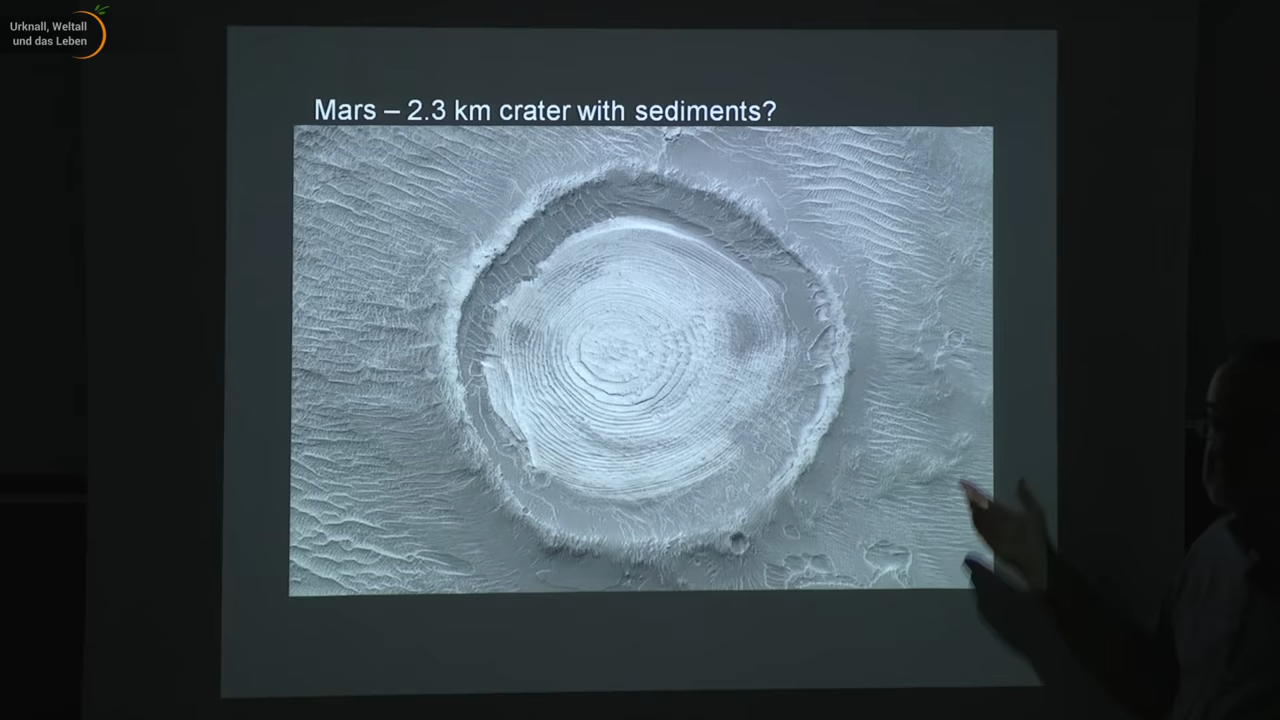 Urknall, Weltall
und das Leben
Mars – 2.3 km crater with sediments?